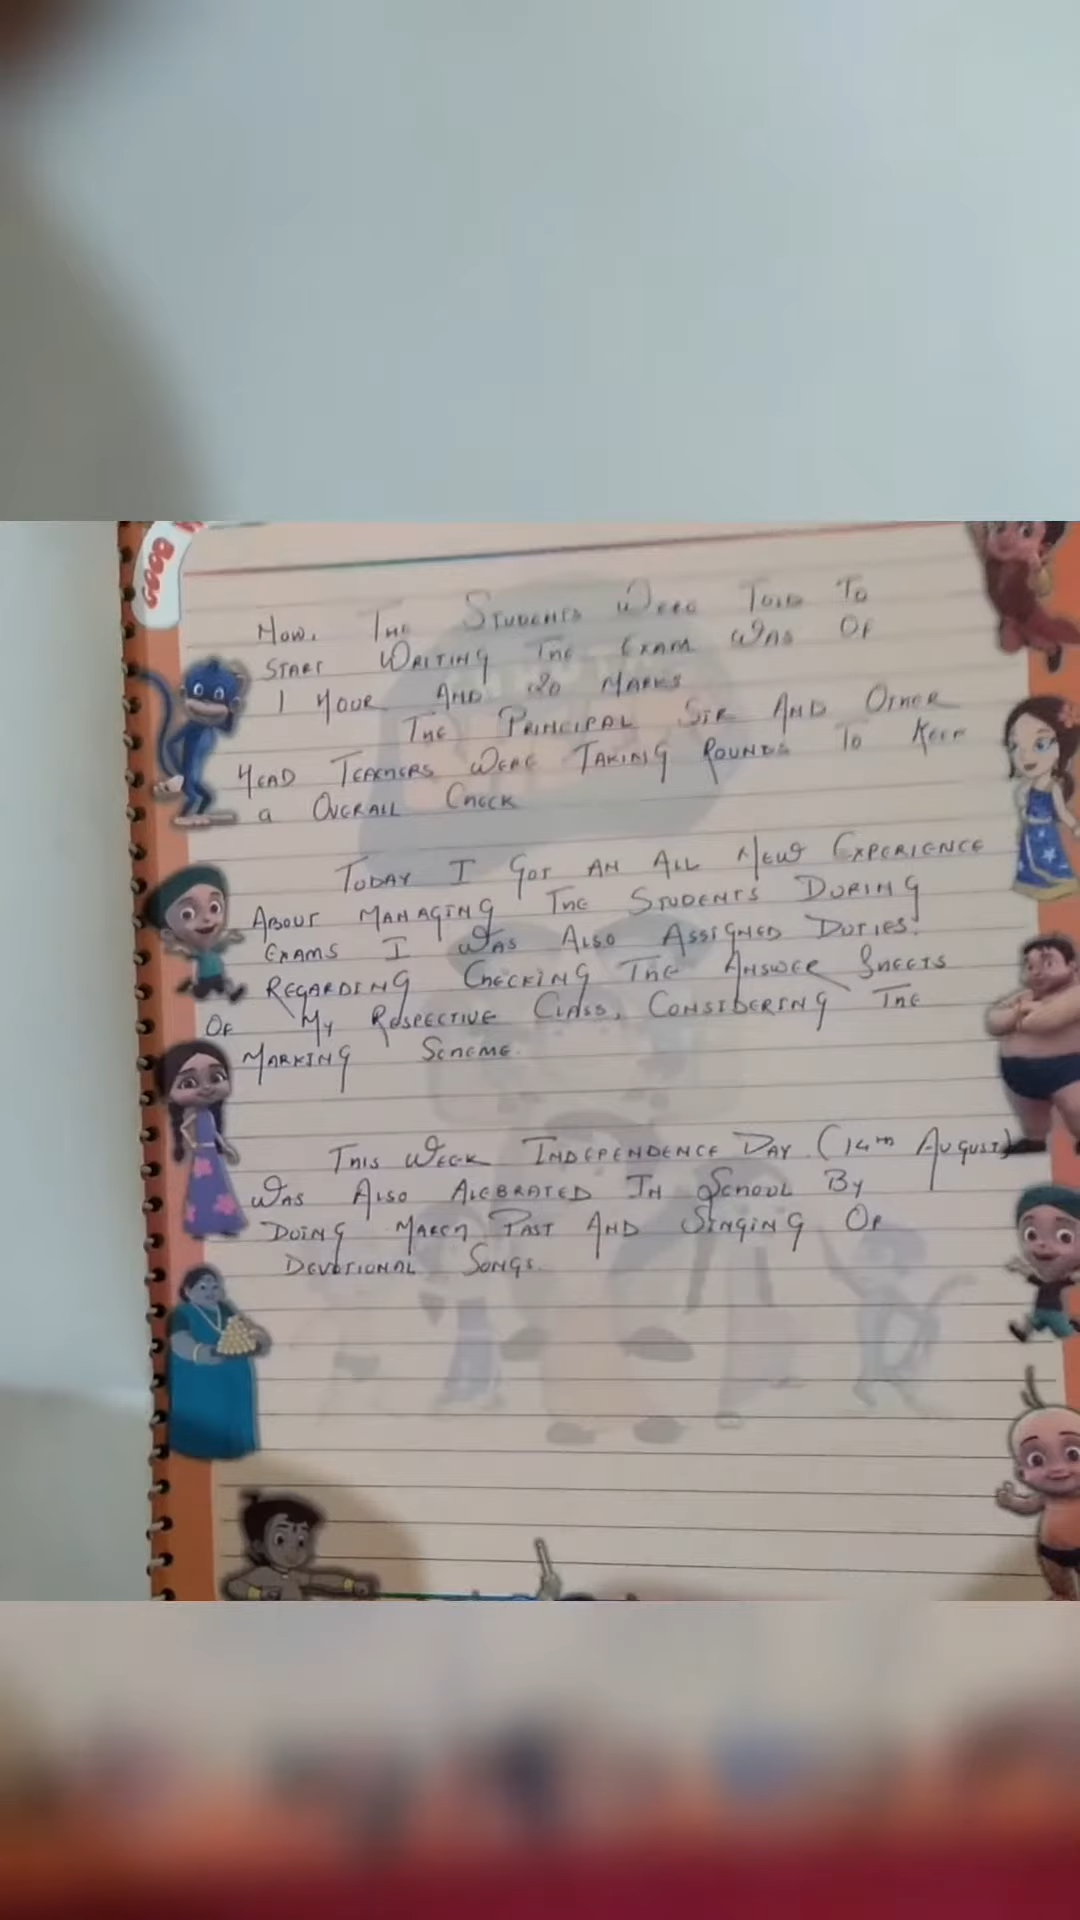 GOOD
Now. The Students Were Told To
Start Writing The Exam Was Of
1 Hour And 20 Marks
The Principal Sir And Other
Head Teachers Were Taking Rounds To Keep
a Overall Check
Today I Got An All New Experience
About Managing The Students During
Exams I Was Also Assigned Duties.
Regarding Checking The Answer Sheets
Of My Respective Class, Considering The
Marking Scheme.
This Week Independence Day (14th August)
Was Also Alebrated In School By
Doing March Past And Singing Of
Devotional Songs.